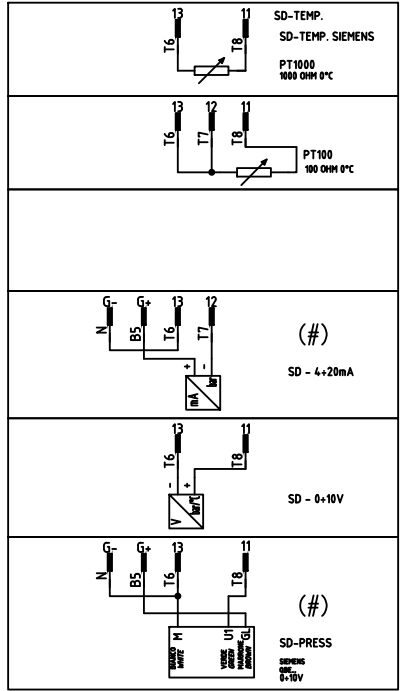 13 11 SD-TEMP.
T6 T8 SD-TEMP. SIEMENS
PT1000
1000 OHM 0°C
13 12 11
T6 T7 T8
PT100
100 OHM 0°C
G- G+ 13 12
N B5 T6 T7
(#)
+ -
SD - 4÷20mA
mA bar
13 11
T6 T8
- +
SD - 0÷10V
V bar/°C
G- G+ 13 11
N B5 T6 T8
(#)
M U1 GL
BIANCO
WHITE
VERDE
GREEN
MARRONE
BROWN
SD-PRESS
SIEMENS
QBE...
0÷10V